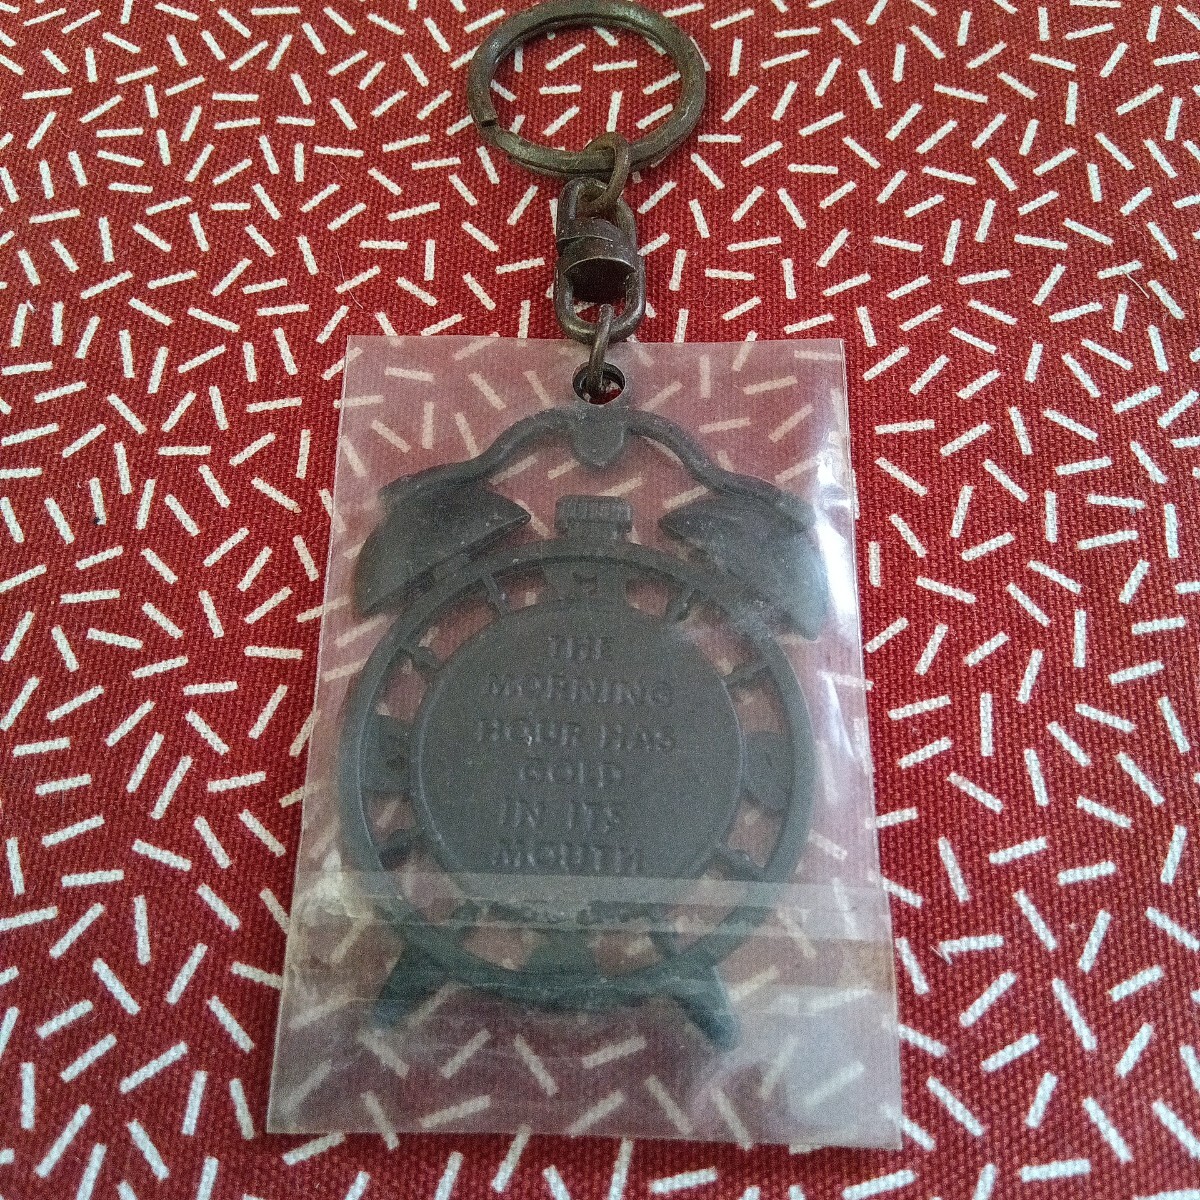 THE
MORNING
HOUR HAS
GOLD
IN ITS
MOUTH